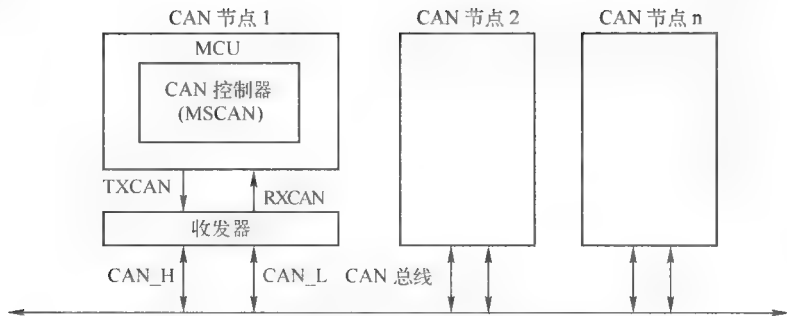 CAN 节点 1
CAN 节点 2
CAN 节点 n
MCU
CAN 控制器
(MSCAN)
TXCAN
RXCAN
收发器
CAN_H
CAN_L
CAN 总线